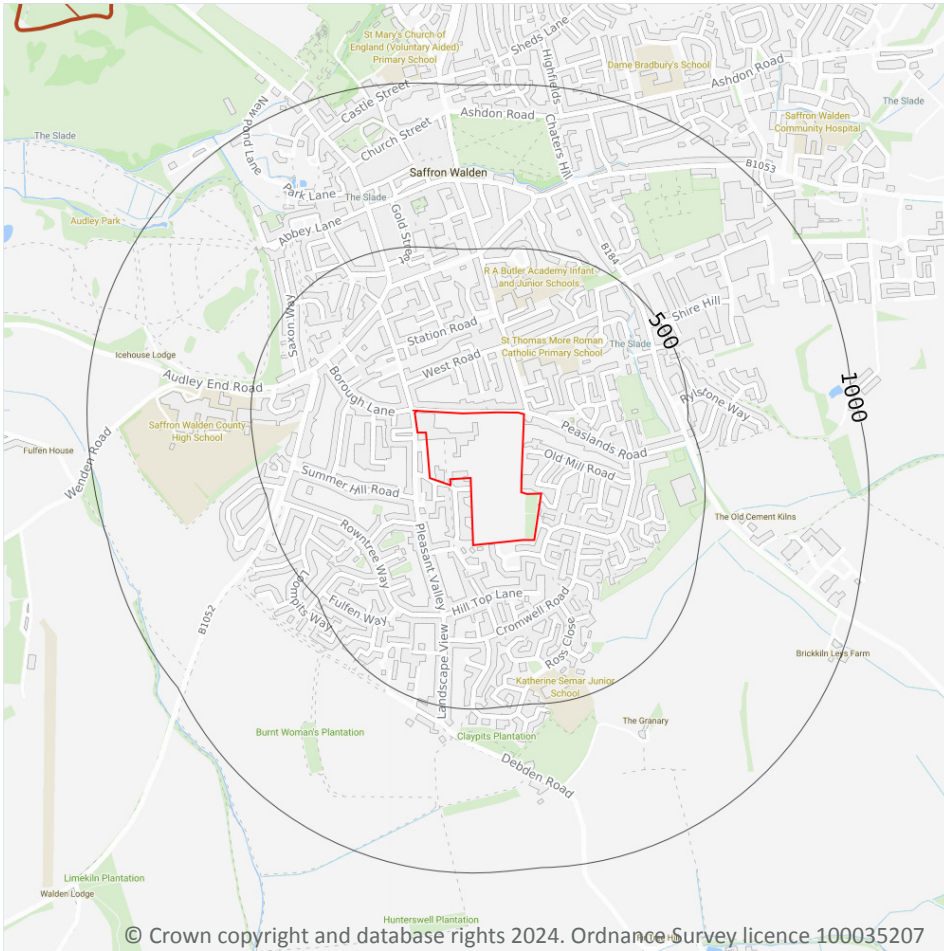 St Mary's Church of
England (Voluntary Aided)
Primary School
Sheds Lane
Highfields
Dame Bradbury's School
Ashdon Road
New Pond Lane
Castle Street
Ashdon Road
Chaters Hill
Saffron Walden
Community Hospital
The Slade
The Slade
Church Street
B1053
Saffron Walden
Park Lane
The Slade
Audley Park
Abbey Lane
Gold Street
B184
R A Butler Academy Infant
and Junior Schools
Saxon Way
Shire Hill
500
Station Road
St Thomas More Roman
Catholic Primary School
The Slade
Icehouse Lodge
West Road
1000
Audley End Road
Borough Lane
Rylstone Way
Saffron Walden County
High School
Peaslands Road
Fulfen House
Wenden Road
Old Mill Road
Summer Hill Road
The Old Cement Kilns
Rowntree Way
Pleasant Valley
Loompits Way
Fulfen Way
Hill Top Lane
B1052
Cromwell Road
Landscape View
Ross Close
Brickkiln Leys Farm
Katherine Semar Junior
School
The Granary
Burnt Woman's Plantation
Claypits Plantation
Debden Road
Limekiln Plantation
Walden Lodge
Hunterswell Plantation
© Crown copyright and database rights 2024. Ordnance Survey licence 100035207